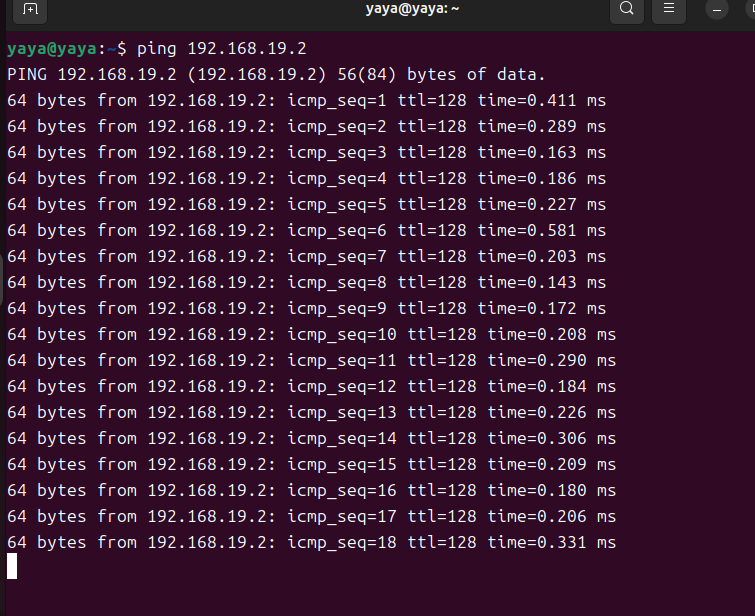 yaya@yaya: ~
yaya@yaya:~$ ping 192.168.19.2
PING 192.168.19.2 (192.168.19.2) 56(84) bytes of data.
64 bytes from 192.168.19.2: icmp_seq=1 ttl=128 time=0.411 ms
64 bytes from 192.168.19.2: icmp_seq=2 ttl=128 time=0.289 ms
64 bytes from 192.168.19.2: icmp_seq=3 ttl=128 time=0.163 ms
64 bytes from 192.168.19.2: icmp_seq=4 ttl=128 time=0.186 ms
64 bytes from 192.168.19.2: icmp_seq=5 ttl=128 time=0.227 ms
64 bytes from 192.168.19.2: icmp_seq=6 ttl=128 time=0.581 ms
64 bytes from 192.168.19.2: icmp_seq=7 ttl=128 time=0.203 ms
64 bytes from 192.168.19.2: icmp_seq=8 ttl=128 time=0.143 ms
64 bytes from 192.168.19.2: icmp_seq=9 ttl=128 time=0.172 ms
64 bytes from 192.168.19.2: icmp_seq=10 ttl=128 time=0.208 ms
64 bytes from 192.168.19.2: icmp_seq=11 ttl=128 time=0.290 ms
64 bytes from 192.168.19.2: icmp_seq=12 ttl=128 time=0.184 ms
64 bytes from 192.168.19.2: icmp_seq=13 ttl=128 time=0.226 ms
64 bytes from 192.168.19.2: icmp_seq=14 ttl=128 time=0.306 ms
64 bytes from 192.168.19.2: icmp_seq=15 ttl=128 time=0.209 ms
64 bytes from 192.168.19.2: icmp_seq=16 ttl=128 time=0.180 ms
64 bytes from 192.168.19.2: icmp_seq=17 ttl=128 time=0.206 ms
64 bytes from 192.168.19.2: icmp_seq=18 ttl=128 time=0.331 ms